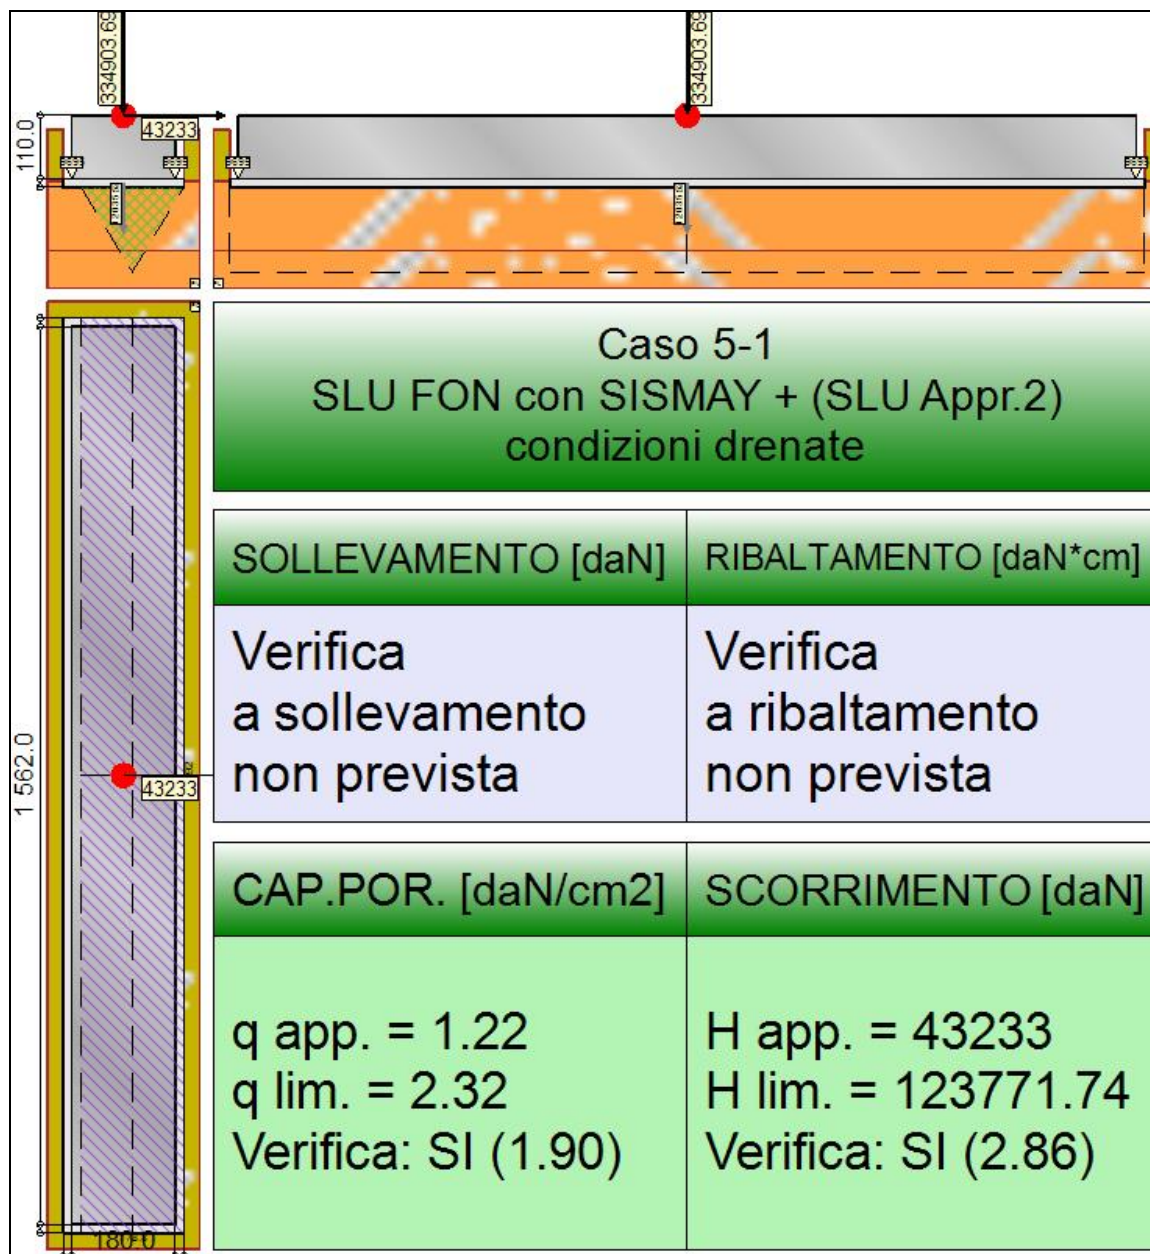 334903.69
334903.69
43233
110.0
Caso 5-1
SLU FON con SISMAY + (SLU Appr.2)
condizioni drenate
SOLLEVAMENTO [daN]
RIBALTAMENTO [daN*cm]
Verifica
a sollevamento
non prevista
Verifica
a ribaltamento
non prevista
1 562.0
43233
CAP.POR. [daN/cm2]
SCORRIMENTO [daN]
q app. = 1.22
q lim. = 2.32
Verifica: SI (1.90)
H app. = 43233
H lim. = 123771.74
Verifica: SI (2.86)
180.0